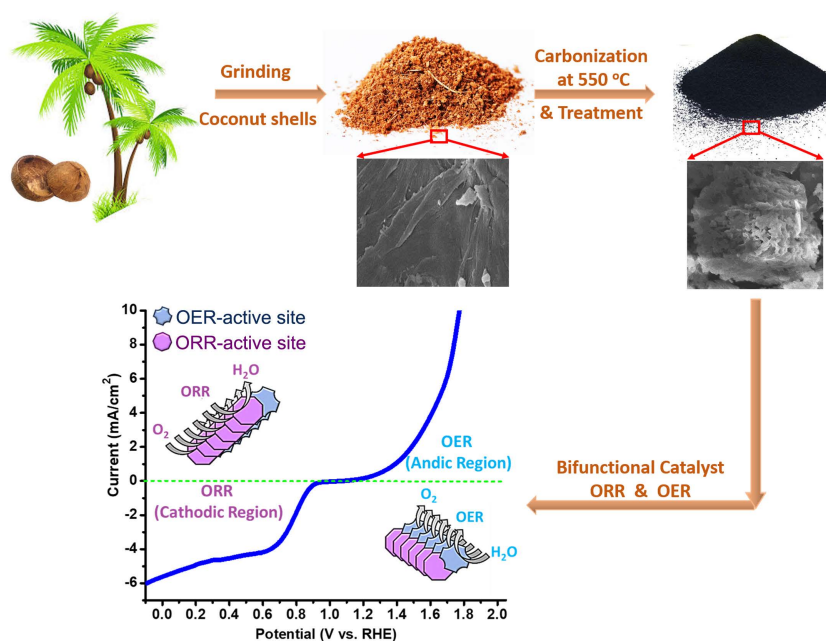 Grinding
Coconut shells
Carbonization
at 550 °C
& Treatment
OER-active site
ORR-active site
H₂O
ORR
O₂
OER
(Andic Region)
ORR
(Cathodic Region)
O₂
OER
H₂O
Bifunctional Catalyst
ORR & OER
10
8
6
4
2
0
-2
-4
-6
Current (mA/cm²)
0.0 0.2 0.4 0.6 0.8 1.0 1.2 1.4 1.6 1.8 2.0
Potential (V vs. RHE)